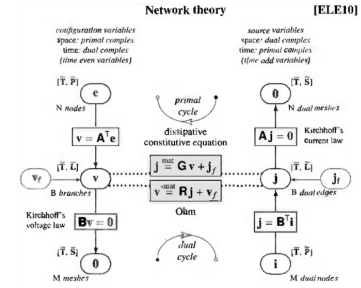 Network theory [ELE10]
configuration variables
space: primal complex
time: dual complex
(time even variables)
source variables
space: dual complex
time: primal complex
(time odd variables)
[T̃, P̄]
e
N nodes
v = Aᵀe
[T̃, L̄]
v_f
v
B branches
Kirchhoff's
voltage law
Bv = 0
[T̃, S̄]
0
M meshes
primal
cycle
dissipative
constitutive equation
j mat= G v + j_f
v mat= R j + v_f
Ohm
dual
cycle
[T̄, S̃]
0
N dual meshes
A j = 0
Kirchhoff's
current law
[T̄, L̃]
j
j_f
B dual edges
j = Bᵀi
[T̄, P̃]
i
M dual nodes